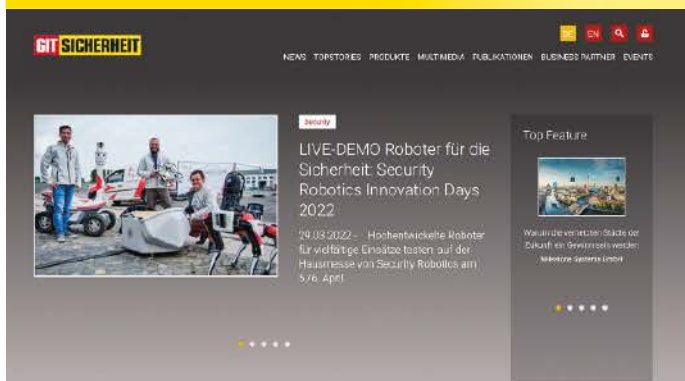 GIT SICHERHEIT
DE EN
NEWS TOPSTORIES PRODUKTE MULTIMEDIA PUBLIKATIONEN BUSINESS PARTNER EVENTS
Security
LIVE-DEMO Roboter für die
Sicherheit: Security
Robotics Innovation Days
2022
29.03.2022 - Hochentwickelte Roboter
für vielfältige Einsätze testen auf der
Hausmesse von Security Robotics am
5./6. April.
Top Feature
Warum die vernetzten Städte der
Zukunft ein Gewinn sein werden
Milestone Systems GmbH